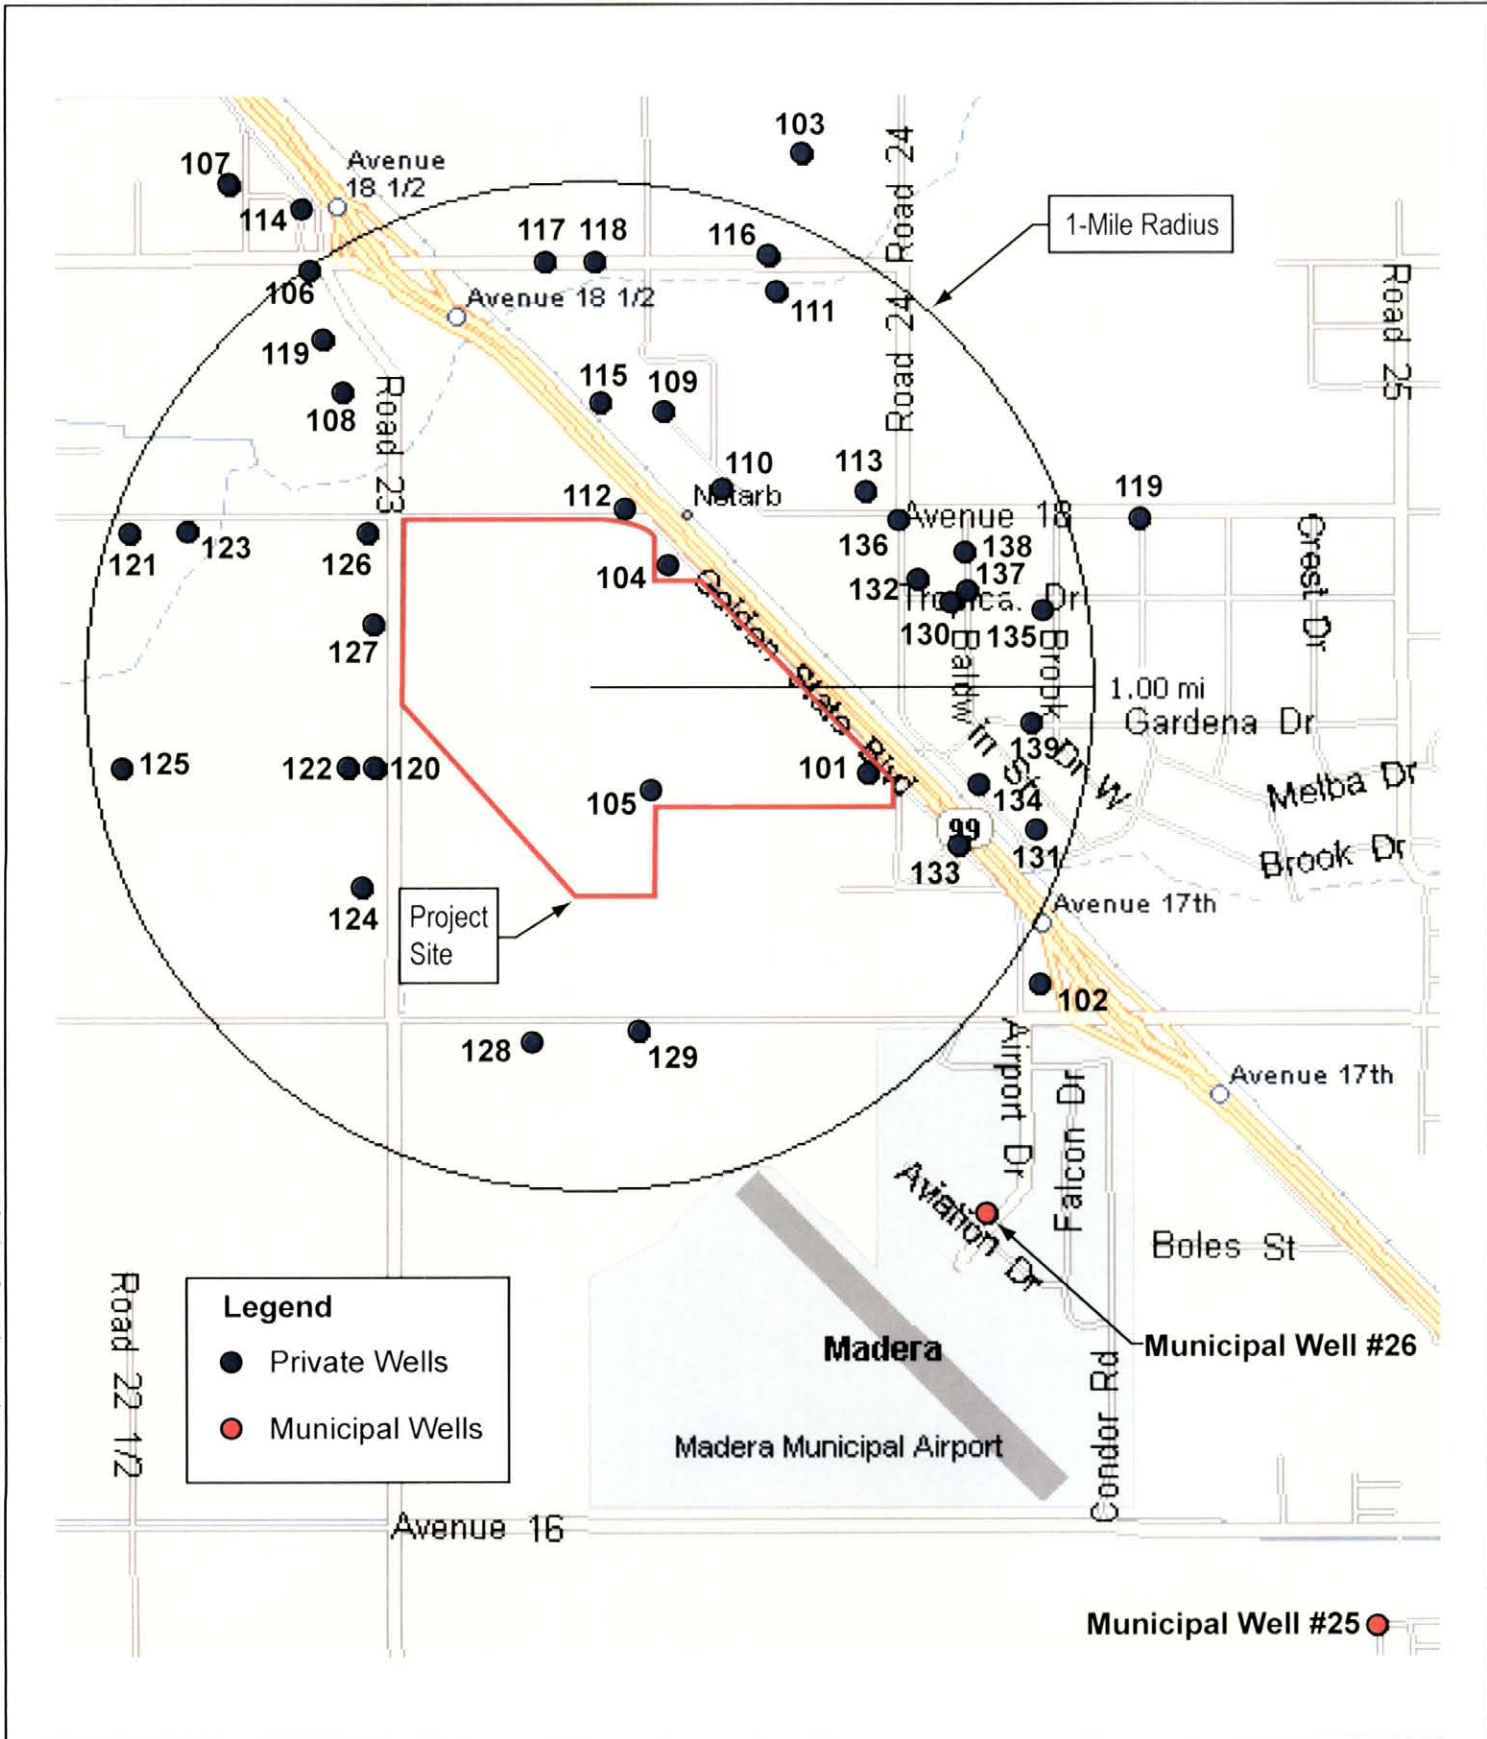 103
107
Avenue
18 1/2
114
Road 24
1-Mile Radius
117
118
116
106
Avenue 18 1/2
111
Road 24
Road 25
119
108
115
109
Road 23
110
113
119
112
Notarb
Avenue 18
121
123
126
136
138
104
132
137
Tropica. Dr
130
135
Crest Dr
127
Golden State Blvd
Baldwin St
Brook Dr W
1.00 mi
Gardena Dr
139
125
122
120
101
105
134
Melba Dr
99
131
133
Brook Dr
124
Project
Site
Avenue 17th
102
128
129
Airport Dr
Falcon Dr
Avenue 17th
Aviation Dr
Boles St
Road 22 1/2
Legend
Private Wells
Municipal Wells
Madera
Municipal Well #26
Condor Rd
Madera Municipal Airport
Avenue 16
Municipal Well #25